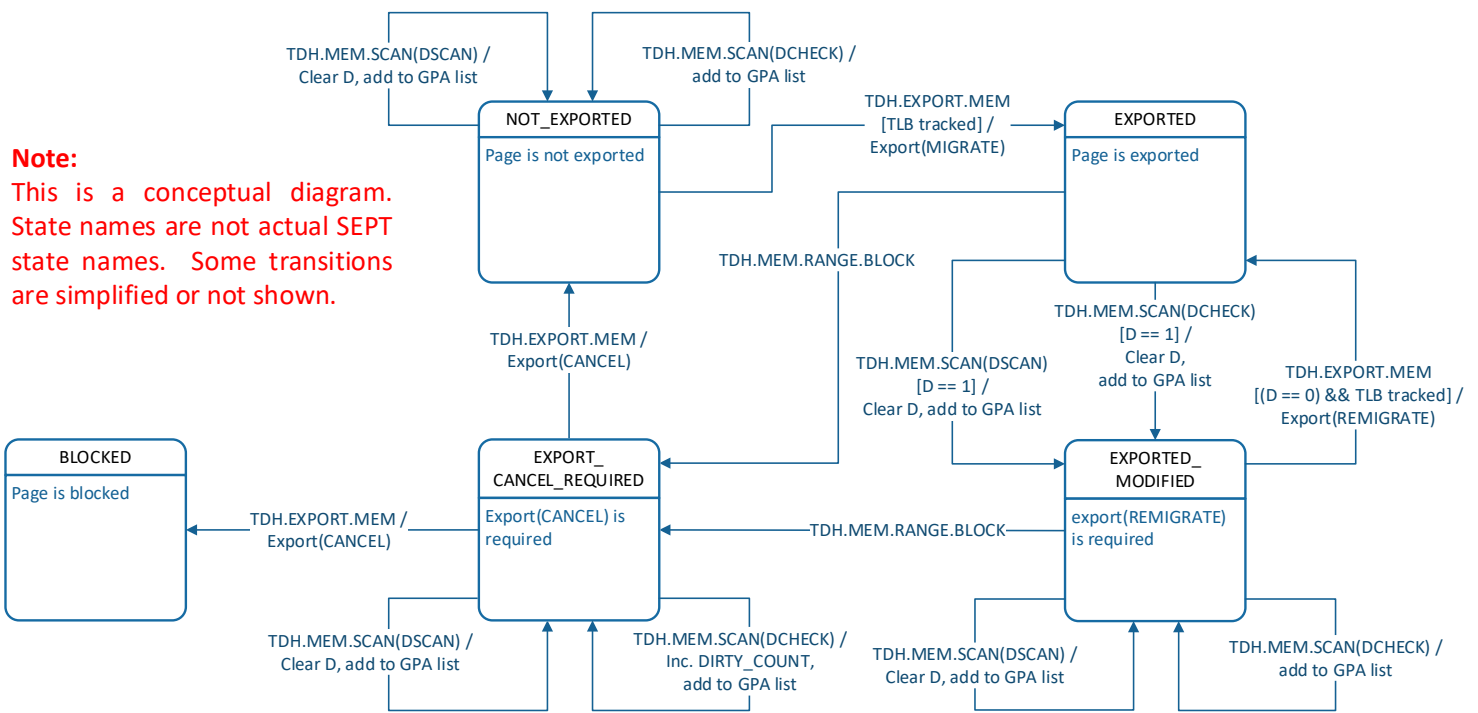 TDH.MEM.SCAN(DSCAN) /
Clear D, add to GPA list
TDH.MEM.SCAN(DCHECK) /
add to GPA list
NOT_EXPORTED
Page is not exported
TDH.EXPORT.MEM
[TLB tracked] /
Export(MIGRATE)
EXPORTED
Page is exported
Note:
This is a conceptual diagram.
State names are not actual SEPT
state names. Some transitions
are simplified or not shown.
TDH.MEM.RANGE.BLOCK
TDH.EXPORT.MEM /
Export(CANCEL)
TDH.MEM.SCAN(DSCAN)
[D == 1] /
Clear D, add to GPA list
TDH.MEM.SCAN(DCHECK)
[D == 1] /
Clear D,
add to GPA list
TDH.EXPORT.MEM
[(D == 0) && TLB tracked] /
Export(REMIGRATE)
BLOCKED
Page is blocked
TDH.EXPORT.MEM /
Export(CANCEL)
EXPORT_
CANCEL_REQUIRED
Export(CANCEL) is
required
TDH.MEM.RANGE.BLOCK
EXPORTED_
MODIFIED
export(REMIGRATE)
is required
TDH.MEM.SCAN(DSCAN) /
Clear D, add to GPA list
TDH.MEM.SCAN(DCHECK) /
Inc. DIRTY_COUNT,
add to GPA list
TDH.MEM.SCAN(DSCAN) /
Clear D, add to GPA list
TDH.MEM.SCAN(DCHECK) /
add to GPA list